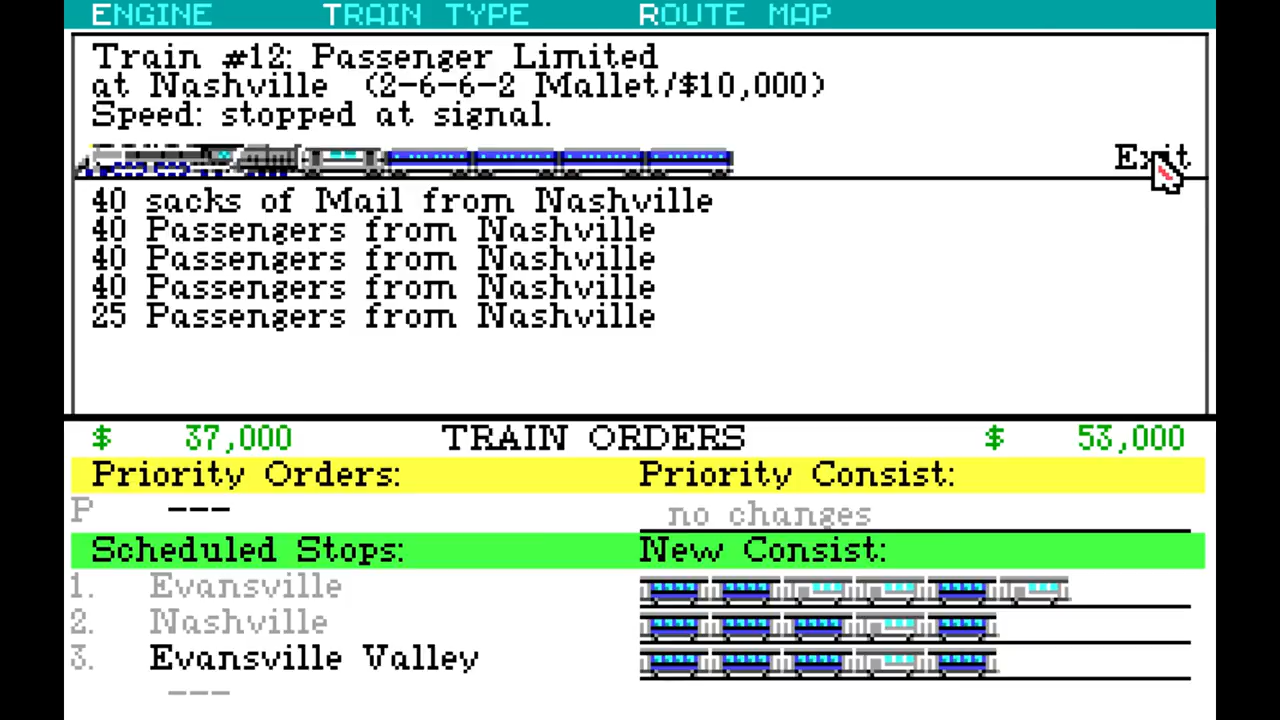 ENGINE TRAIN TYPE ROUTE MAP
Train #12: Passenger Limited
at Nashville (2-6-6-2 Mallet/$10,000)
Speed: stopped at signal.
Exit
40 sacks of Mail from Nashville
40 Passengers from Nashville
40 Passengers from Nashville
40 Passengers from Nashville
25 Passengers from Nashville
$ 37,000 TRAIN ORDERS $ 53,000
Priority Orders: Priority Consist:
P --- no changes
Scheduled Stops: New Consist:
1. Evansville
2. Nashville
3. Evansville Valley
---